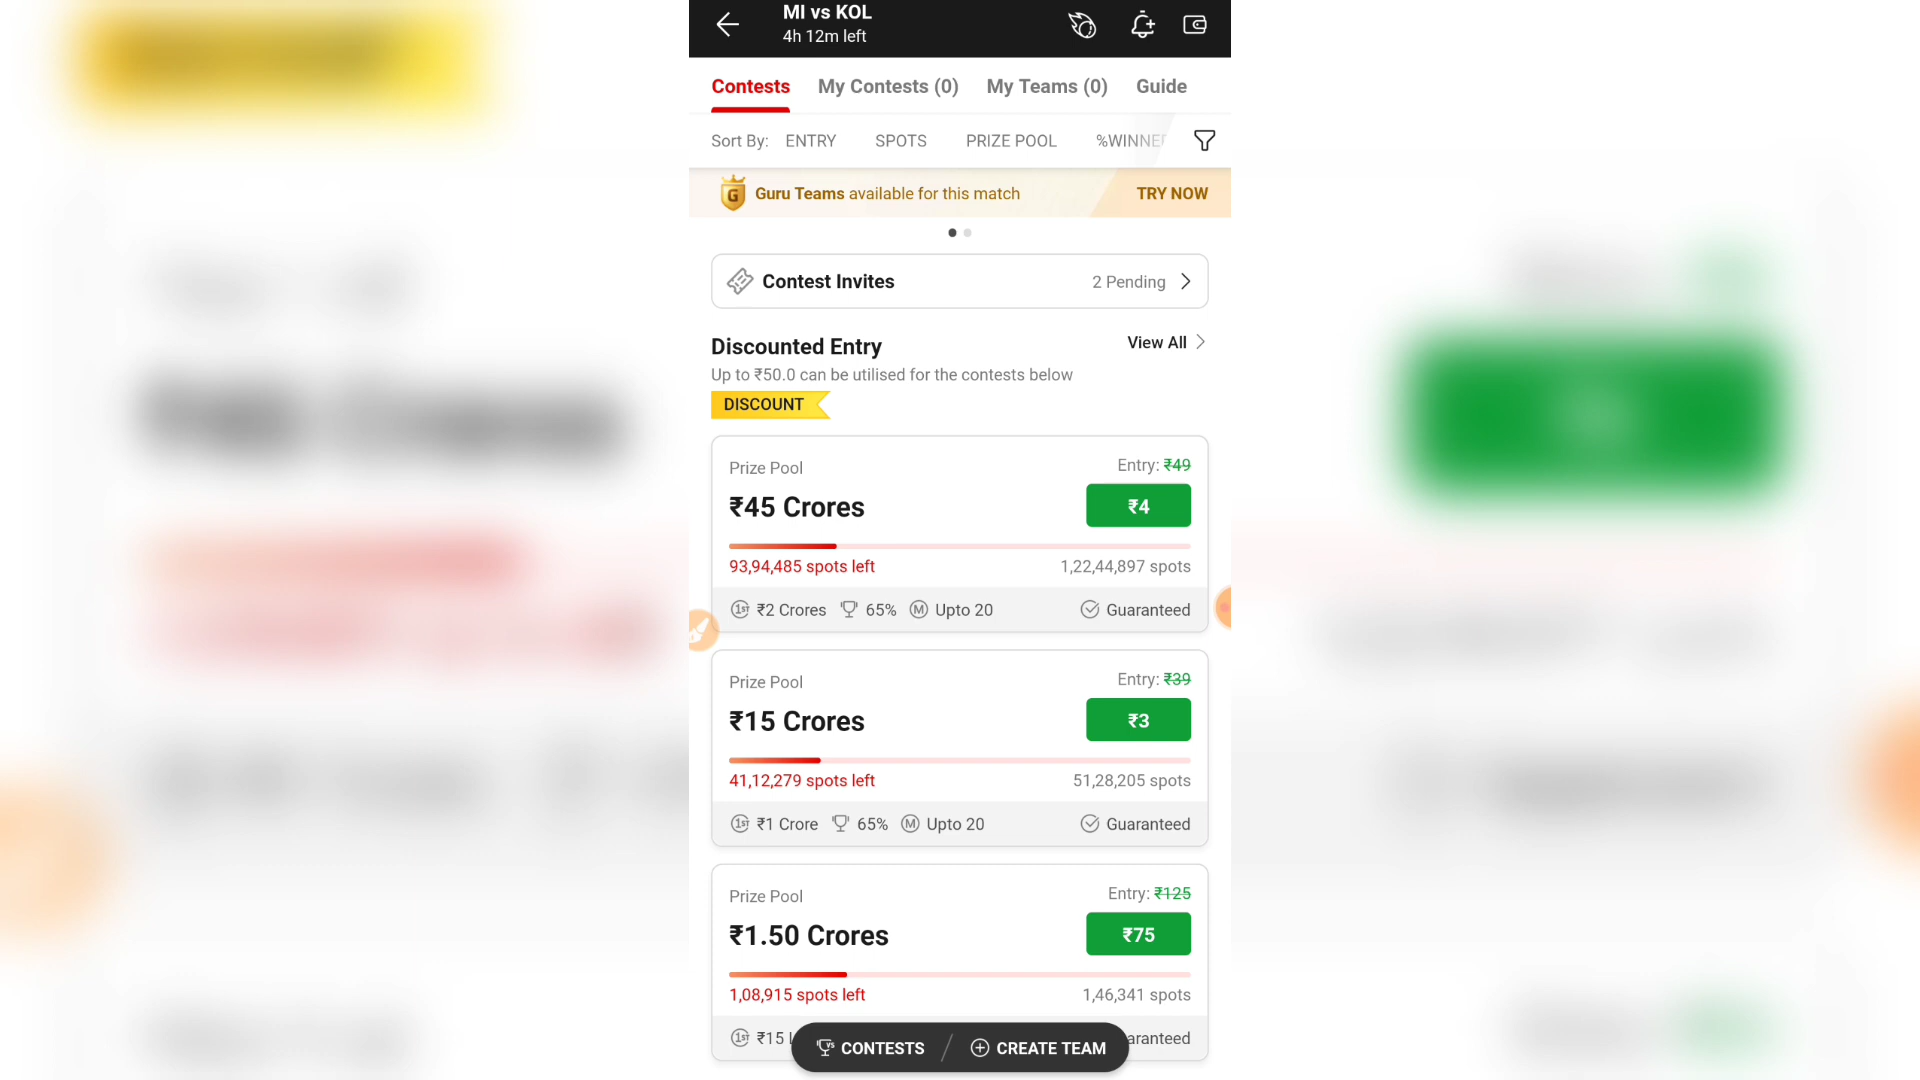 MI vs KOL
4h 12m left
Contests My Contests (0) My Teams (0) Guide
Sort By: ENTRY SPOTS PRIZE POOL
G Guru Teams available for this match TRY NOW
Contest Invites 2 Pending
Discounted Entry View All
Up to ₹50.0 can be utilised for the contests below
DISCOUNT
Prize Pool Entry: ₹49
₹45 Crores ₹4
93,94,485 spots left 1,22,44,897 spots
1ST ₹2 Crores 65% M Upto 20 Guaranteed
Prize Pool Entry: ₹39
₹15 Crores ₹3
41,12,279 spots left 51,28,205 spots
1ST ₹1 Crore 65% M Upto 20 Guaranteed
Prize Pool Entry: ₹125
₹1.50 Crores ₹75
1,08,915 spots left 1,46,341 spots
1ST ₹15
VS CONTESTS CREATE TEAM